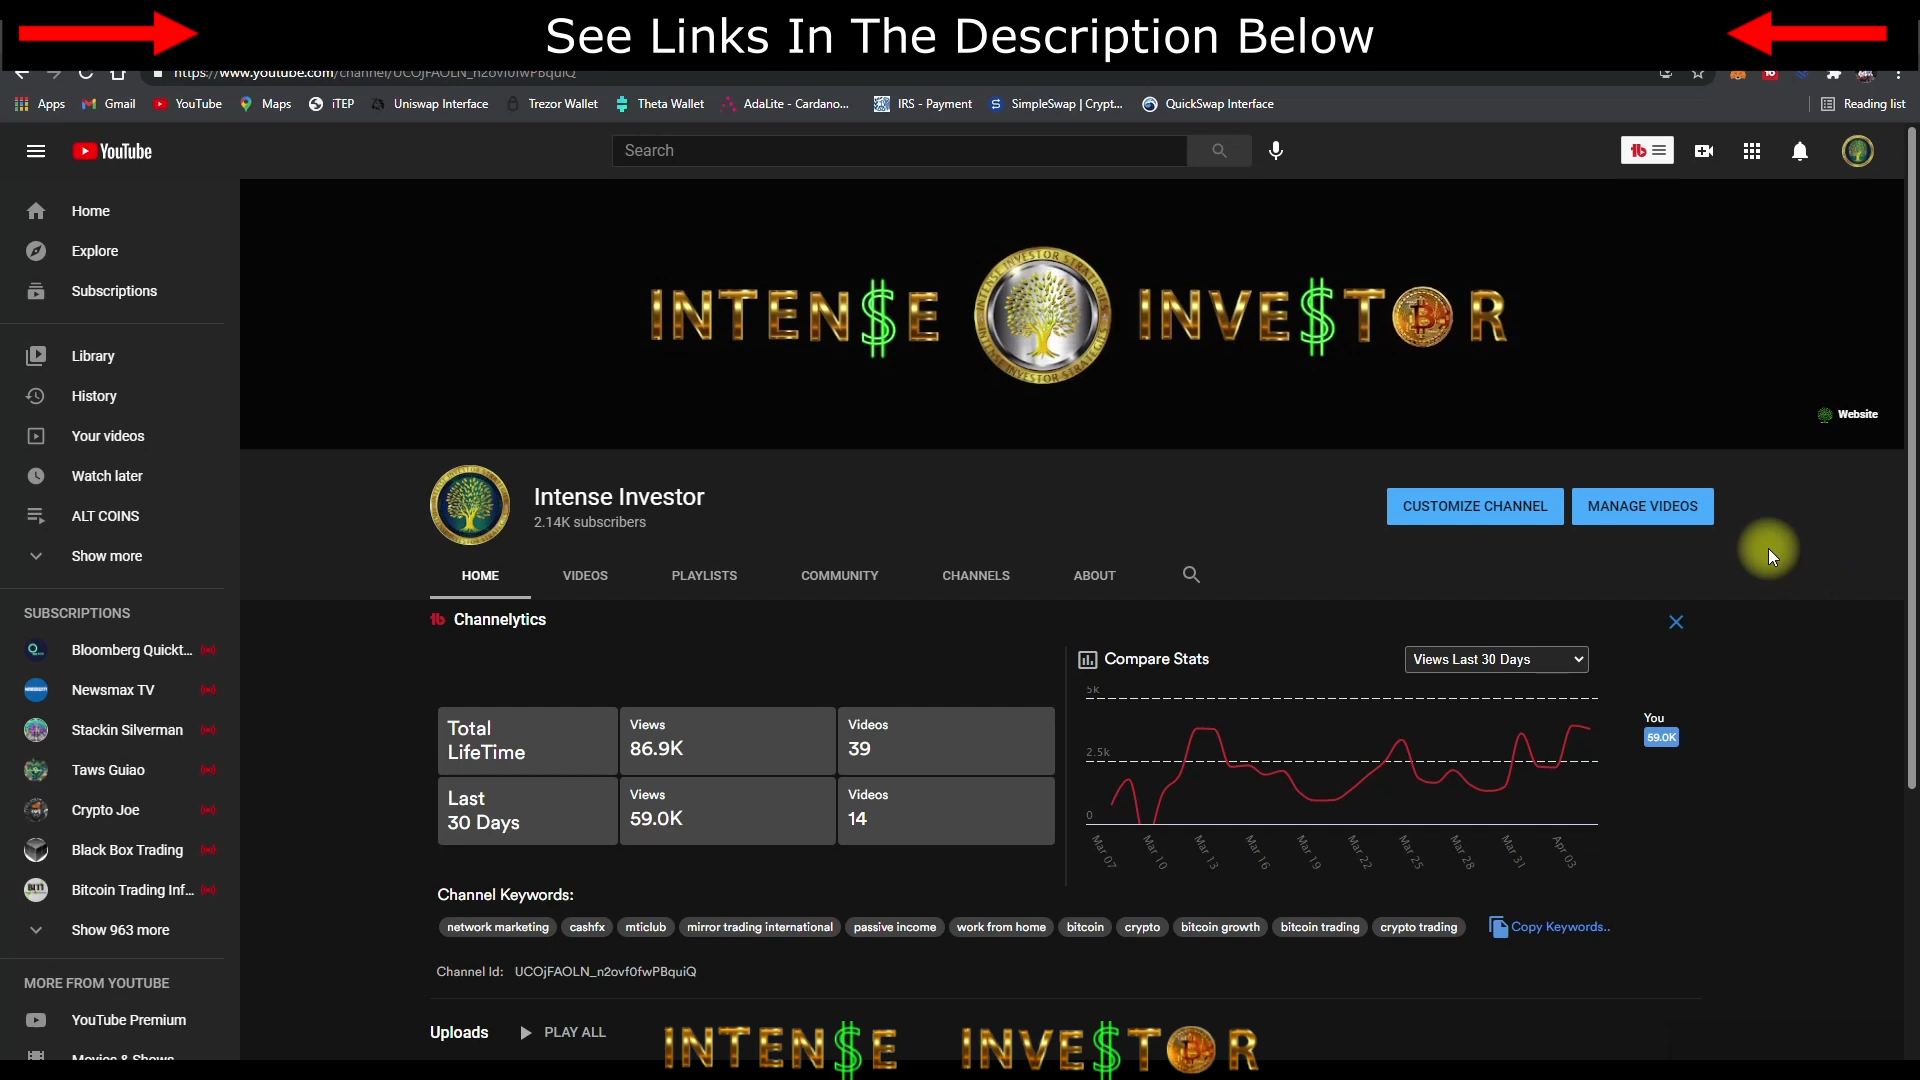 See Links In The Description Below
https://www.youtube.com/channel/UCOjFAOLN_n2ovf0fwPBquiQ
Apps Gmail YouTube Maps iTEP Uniswap Interface Trezor Wallet Theta Wallet AdaLite - Cardano... IRS - Payment SimpleSwap | Crypt... QuickSwap Interface Reading list
YouTube Search
Home
Explore
Subscriptions
Library
History
Your videos
Watch later
ALT COINS
Show more
SUBSCRIPTIONS
Bloomberg Quickt...
Newsmax TV
Stackin Silverman
Taws Guiao
Crypto Joe
Black Box Trading
Bitcoin Trading Inf...
Show 963 more
MORE FROM YOUTUBE
YouTube Premium
Movies & Shows
INTEN$E INVE$TOR
INTENSE INVESTOR STRATEGIES
INTENSE INVESTOR STRATEGIES
Website
Intense Investor
2.14K subscribers
CUSTOMIZE CHANNEL MANAGE VIDEOS
HOME VIDEOS PLAYLISTS COMMUNITY CHANNELS ABOUT
Channelytics
Total LifeTime
Views
86.9K
Videos
39
Last 30 Days
Views
59.0K
Videos
14
Compare Stats
Views Last 30 Days
5k
2.5k
0
Mar 07 Mar 10 Mar 13 Mar 16 Mar 19 Mar 22 Mar 25 Mar 28 Mar 31 Apr 03
You
59.0K
Channel Keywords:
network marketing cashfx mticlub mirror trading international passive income work from home bitcoin crypto bitcoin growth bitcoin trading crypto trading Copy Keywords..
Channel Id: UCOjFAOLN_n2ovf0fwPBquiQ
Uploads PLAY ALL
INTEN$E INVE$TOR